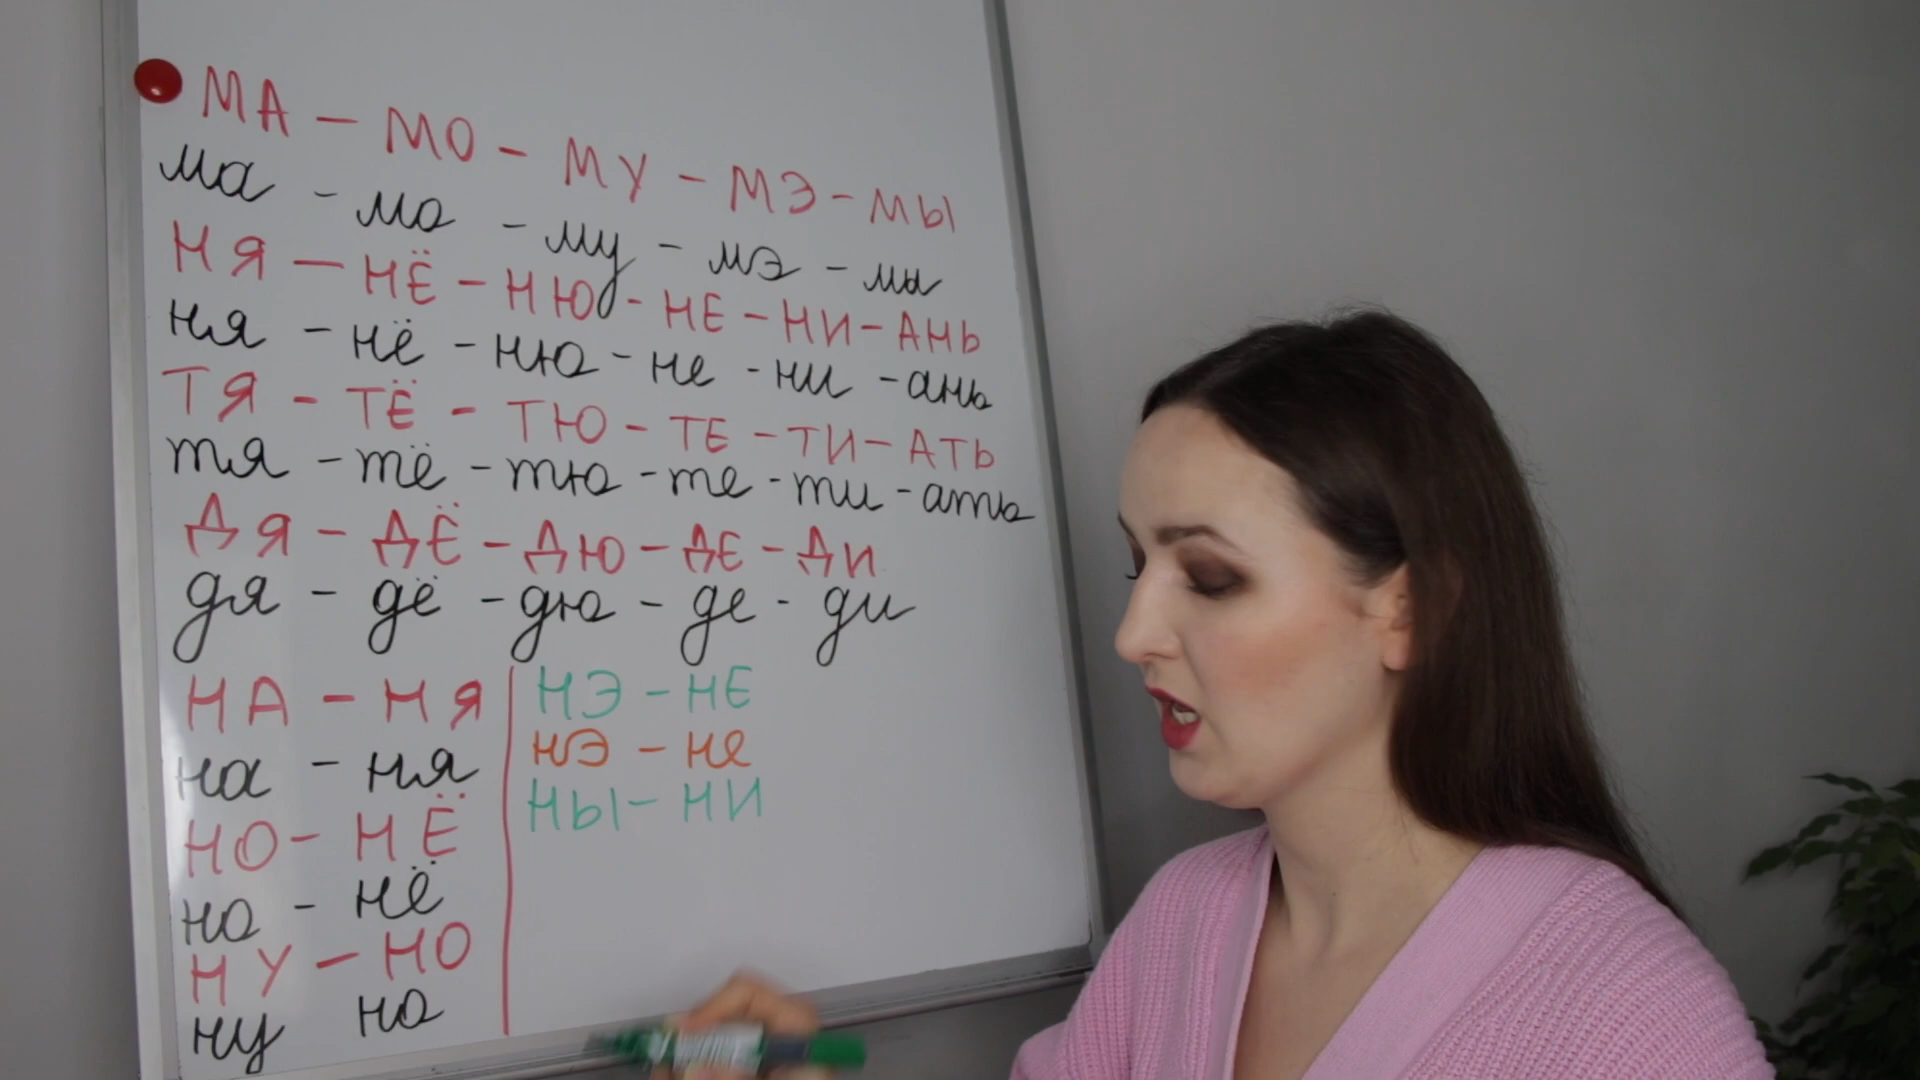 МА – МО – МУ – МЭ – МЫ
ма – мо – му – мэ – мы
НЯ – НЁ – НЮ – НЕ – НИ – АНЬ
ня – нё – ню – не – ни – ань
ТЯ – ТЁ – ТЮ – ТЕ – ТИ – АТЬ
тя – тё – тю – те – ти – ать
ДЯ – ДЁ – ДЮ – ДЕ – ДИ
дя – дё – дю – де – ди
НА – НЯ
на – ня
НО – НЁ
но – нё
НУ – НО
ну но
НЭ – НЕ
нэ – не
НЫ – НИ